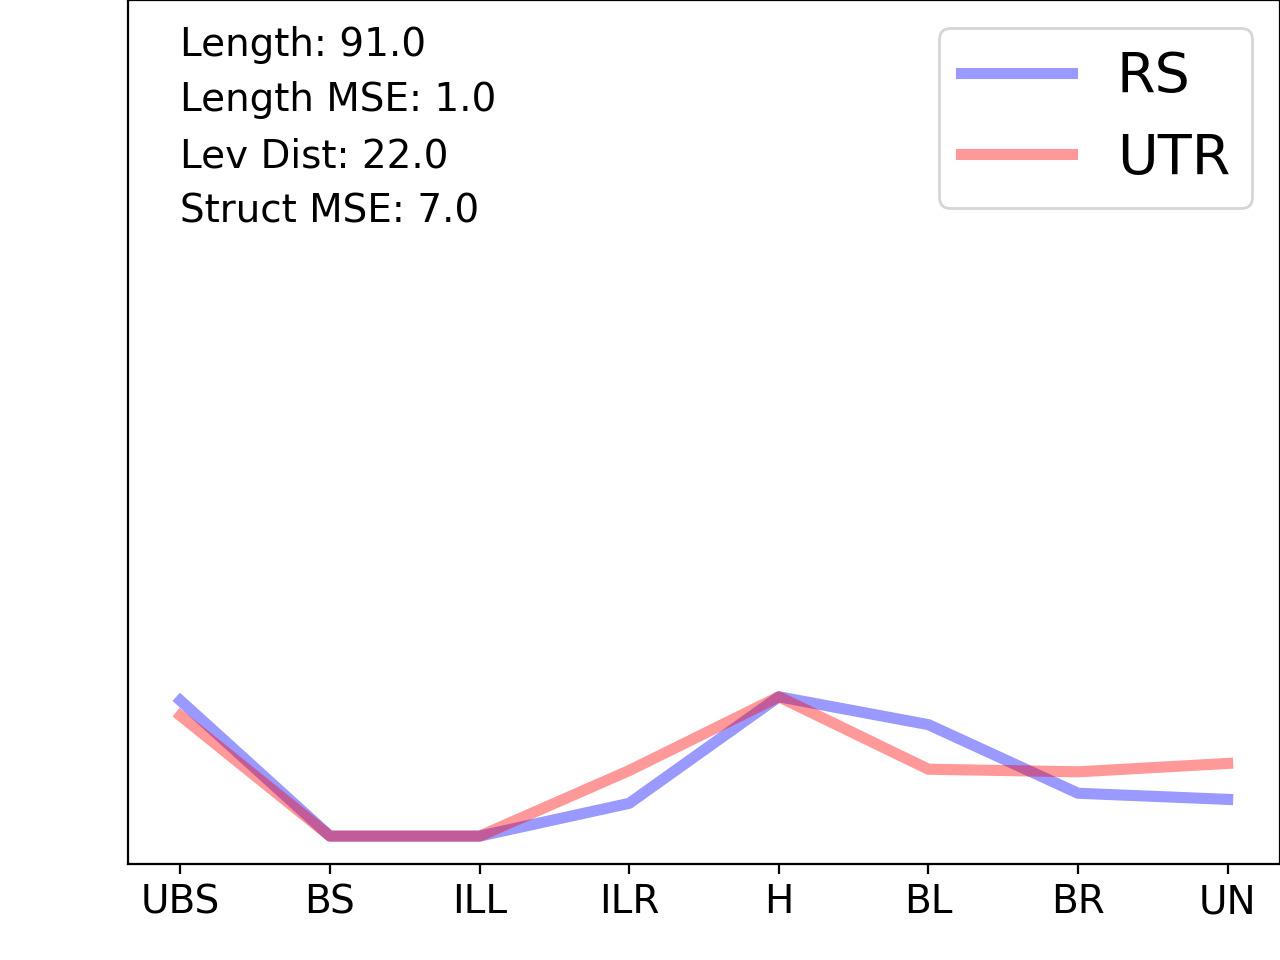 Length: 91.0
Length MSE: 1.0
Lev Dist: 22.0
Struct MSE: 7.0
RS
UTR
UBS BS ILL ILR H BL BR UN